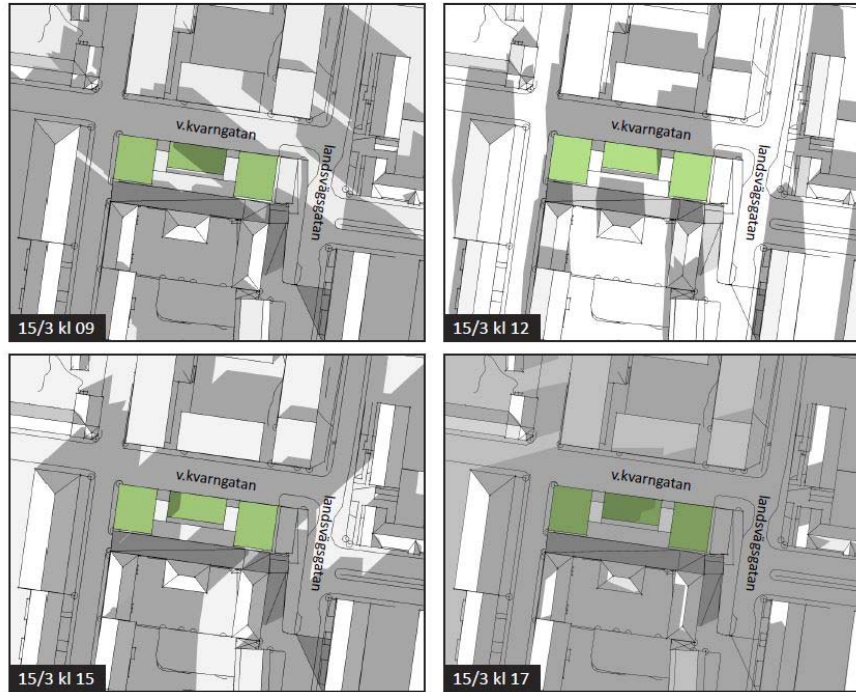 v.kvarngatan
landsvägsgatan
15/3 kl 09
v.kvarngatan
landsvägsgatan
15/3 kl 12
v.kvarngatan
landsvägsgatan
15/3 kl 15
v.kvarngatan
landsvägsgatan
15/3 kl 17